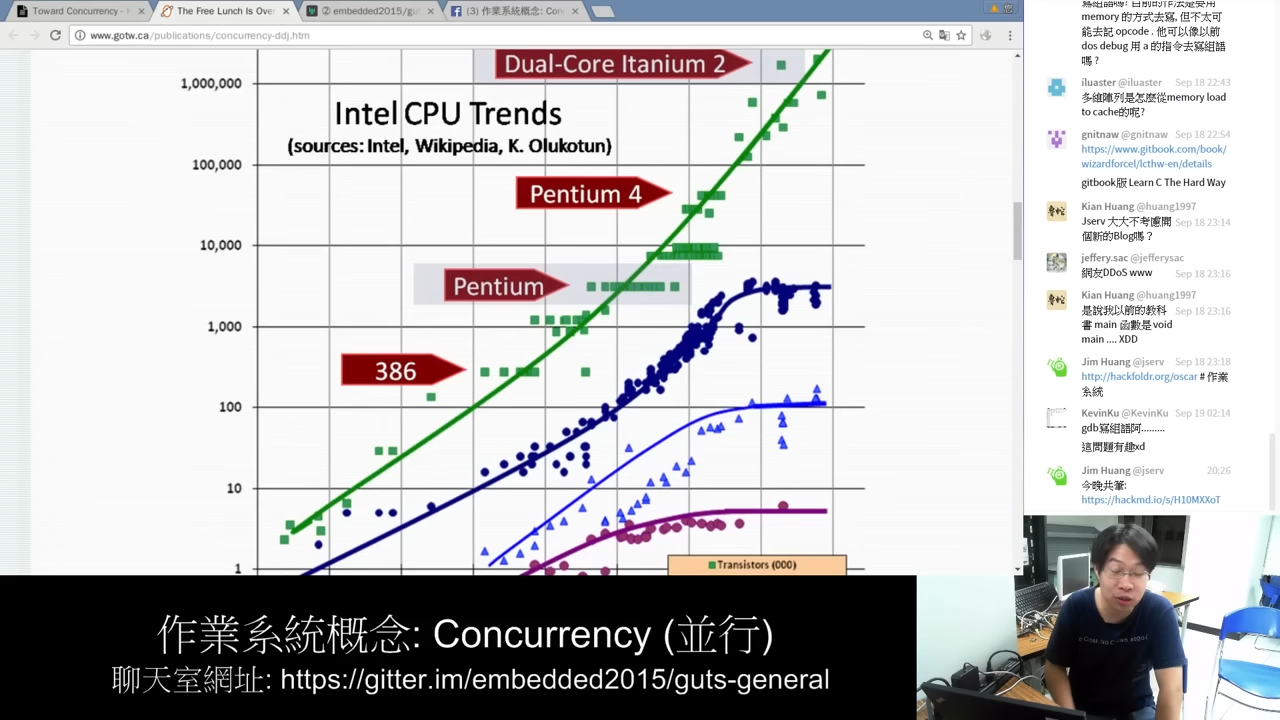 Toward Concurrency -
The Free Lunch Is Over
② embedded2015/gut
(3) 作業系統概念: Con
www.gotw.ca/publications/concurrency-ddj.htm
Dual-Core Itanium 2
1,000,000
Intel CPU Trends
(sources: Intel, Wikipedia, K. Olukotun)
100,000
Pentium 4
10,000
Pentium
1,000
386
100
10
1
Transistors (000)
memory 的方式去寫, 但不太可
能去記 opcode . 他可以像以前
dos debug 用 a 的指令去寫組語
嗎 ?
iluaster @iluaster Sep 18 22:43
多維陣列是怎麼從memory load
to cache的呢?
gnitnaw @gnitnaw Sep 18 22:54
https://www.gitbook.com/book/
wizardforcel/lcthw-en/details
gitbook版 Learn C The Hard Way
Kian Huang @huang1997
Jserv 大大不考慮開 Sep 18 23:14
個新的Blog嗎？
jeffery.sac @jefferysac
網友DDoS www Sep 18 23:16
Kian Huang @huang1997
是說我以前的教科 Sep 18 23:16
書 main 函數是 void
main .... XDD
Jim Huang @jserv Sep 18 23:18
http://hackfoldr.org/oscar # 作業
系統
KevinKu @KevinKu Sep 19 02:14
gdb寫組語阿.........
這問題有趣xd
Jim Huang @jserv 20:26
今晚共筆:
https://hackmd.io/s/H10MXXoT
作業系統概念: Concurrency (並行)
聊天室網址: https://gitter.im/embedded2015/guts-general